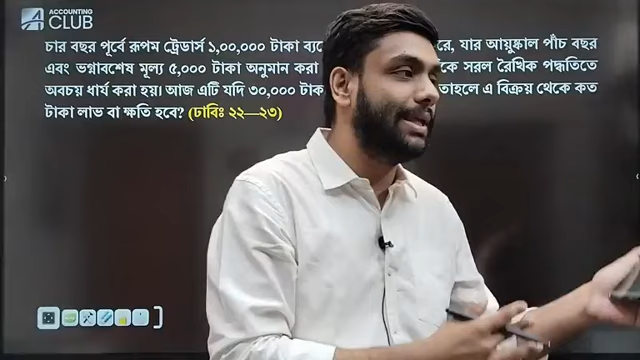 ACCOUNTING
CLUB
চার বছর পূর্বে রূপম ট্রেডার্স ১,০০,০০০ টাকা রে, যার আয়ুষ্কাল পাঁচ বছর
এবং ভগ্নাবশেষ মূল্য ৫,০০০ টাকা অনুমান করা কে সরল রৈখিক পদ্ধতিতে
অবচয় ধার্য করা হয়। আজ এটি যদি ৩০,০০০ টাক তাহলে এ বিক্রয় থেকে কত
টাকা লাভ বা ক্ষতি হবে? (ঢাবিঃ ২২—২৩)